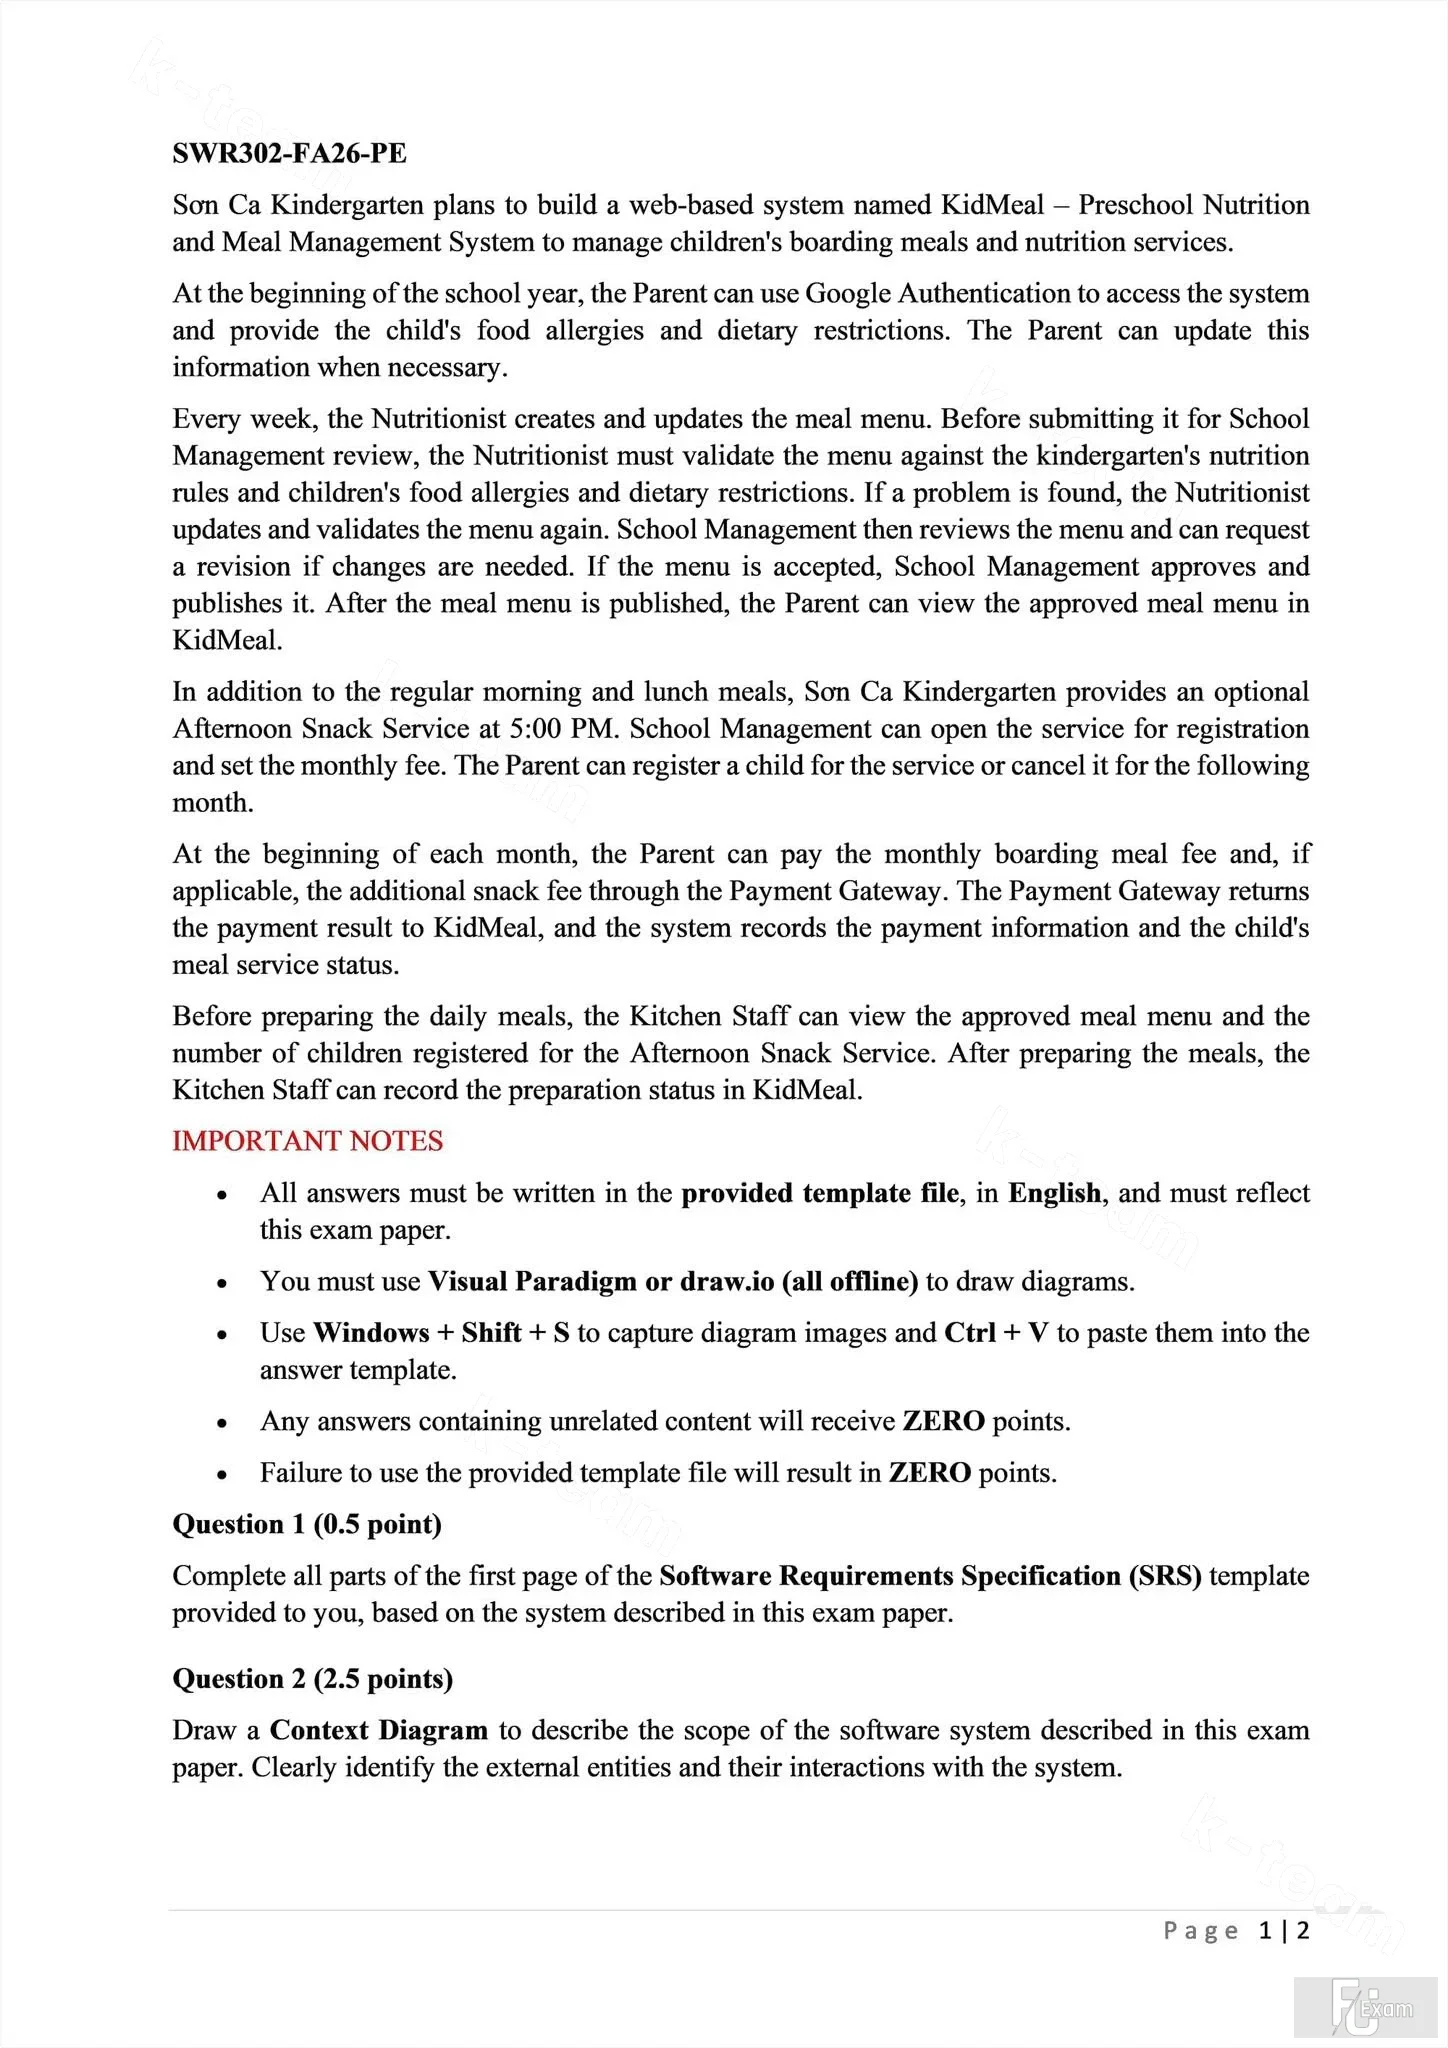 k-team
SWR302-FA26-PE
Sơn Ca Kindergarten plans to build a web-based system named KidMeal – Preschool Nutrition
and Meal Management System to manage children's boarding meals and nutrition services.
At the beginning of the school year, the Parent can use Google Authentication to access the system
and provide the child's food allergies and dietary restrictions. The Parent can update this
information when necessary.
Every week, the Nutritionist creates and updates the meal menu. Before submitting it for School
Management review, the Nutritionist must validate the menu against the kindergarten's nutrition
rules and children's food allergies and dietary restrictions. If a problem is found, the Nutritionist
updates and validates the menu again. School Management then reviews the menu and can request
a revision if changes are needed. If the menu is accepted, School Management approves and
publishes it. After the meal menu is published, the Parent can view the approved meal menu in
KidMeal.
In addition to the regular morning and lunch meals, Sơn Ca Kindergarten provides an optional
Afternoon Snack Service at 5:00 PM. School Management can open the service for registration
and set the monthly fee. The Parent can register a child for the service or cancel it for the following
month.
At the beginning of each month, the Parent can pay the monthly boarding meal fee and, if
applicable, the additional snack fee through the Payment Gateway. The Payment Gateway returns
the payment result to KidMeal, and the system records the payment information and the child's
meal service status.
Before preparing the daily meals, the Kitchen Staff can view the approved meal menu and the
number of children registered for the Afternoon Snack Service. After preparing the meals, the
Kitchen Staff can record the preparation status in KidMeal.
IMPORTANT NOTES
• All answers must be written in the provided template file, in English, and must reflect
this exam paper.
• You must use Visual Paradigm or draw.io (all offline) to draw diagrams.
• Use Windows + Shift + S to capture diagram images and Ctrl + V to paste them into the
answer template.
• Any answers containing unrelated content will receive ZERO points.
• Failure to use the provided template file will result in ZERO points.
Question 1 (0.5 point)
Complete all parts of the first page of the Software Requirements Specification (SRS) template
provided to you, based on the system described in this exam paper.
Question 2 (2.5 points)
Draw a Context Diagram to describe the scope of the software system described in this exam
paper. Clearly identify the external entities and their interactions with the system.
k-team
Page 1 | 2
Exam